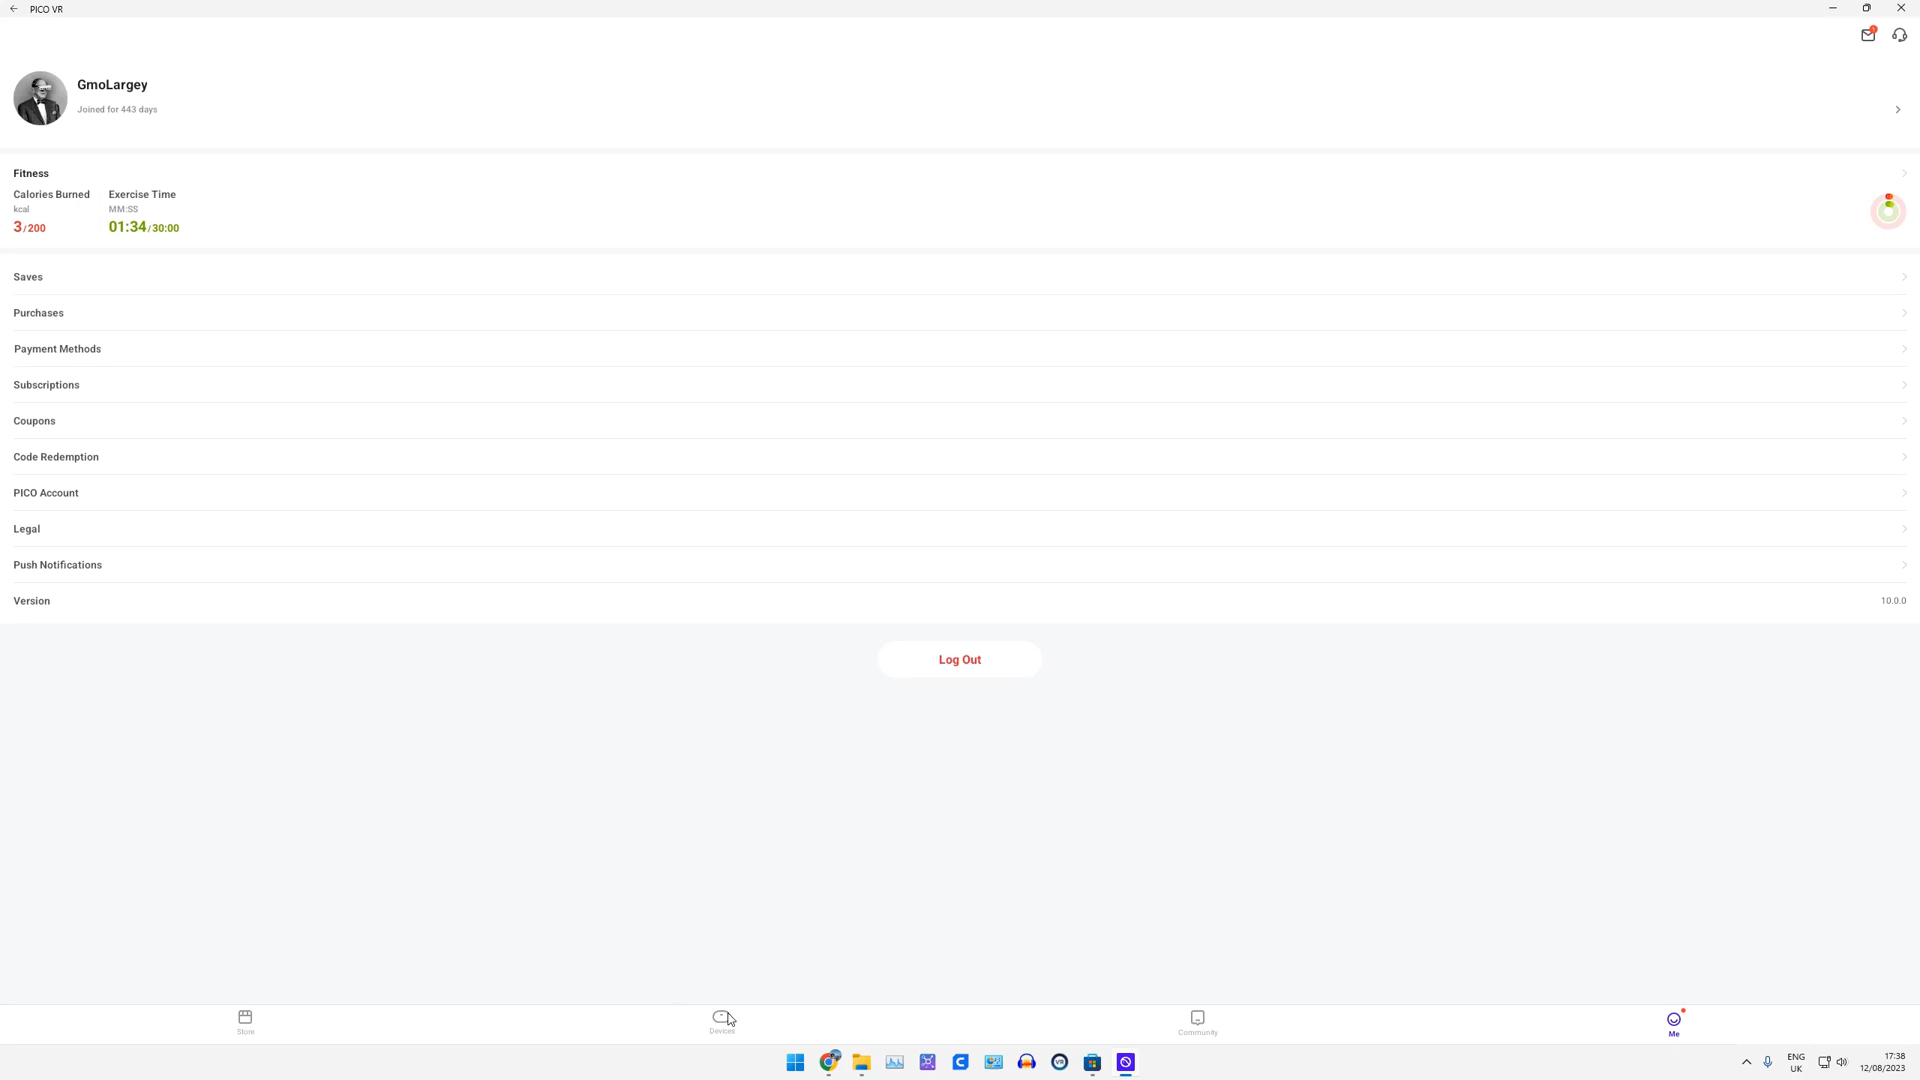 PICO VR
GmoLargey
Joined for 443 days
Fitness
Calories Burned Exercise Time
kcal MM:SS
3/200 01:34/30:00
Saves
Purchases
Payment Methods
Subscriptions
Coupons
Code Redemption
PICO Account
Legal
Push Notifications
Version 10.0.0
Log Out
Store Devices Community Me
ENG 17:38
UK 12/08/2023